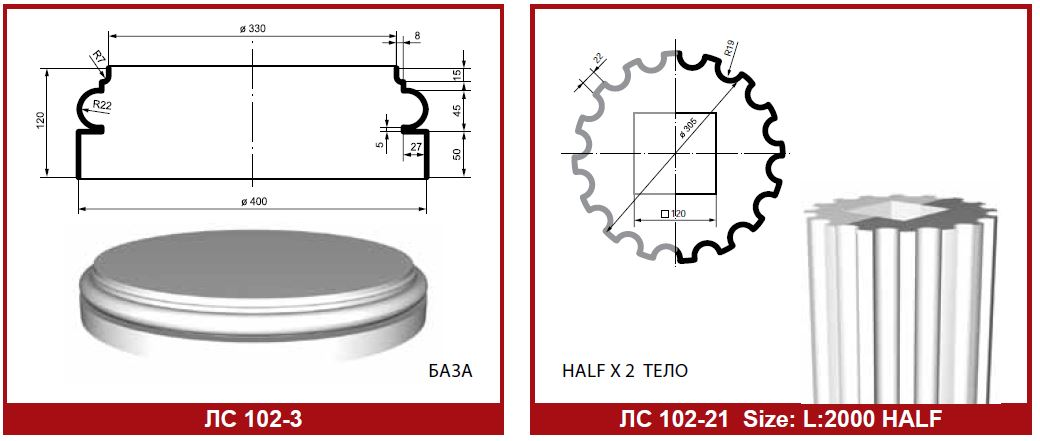 ø 330
8
R7
15
R22
120
45
5
27
50
ø 400
БАЗА
ЛС 102-3
22
R19
ø 305
□ 120
HALF X 2 ТЕЛО
ЛС 102-21 Size: L:2000 HALF